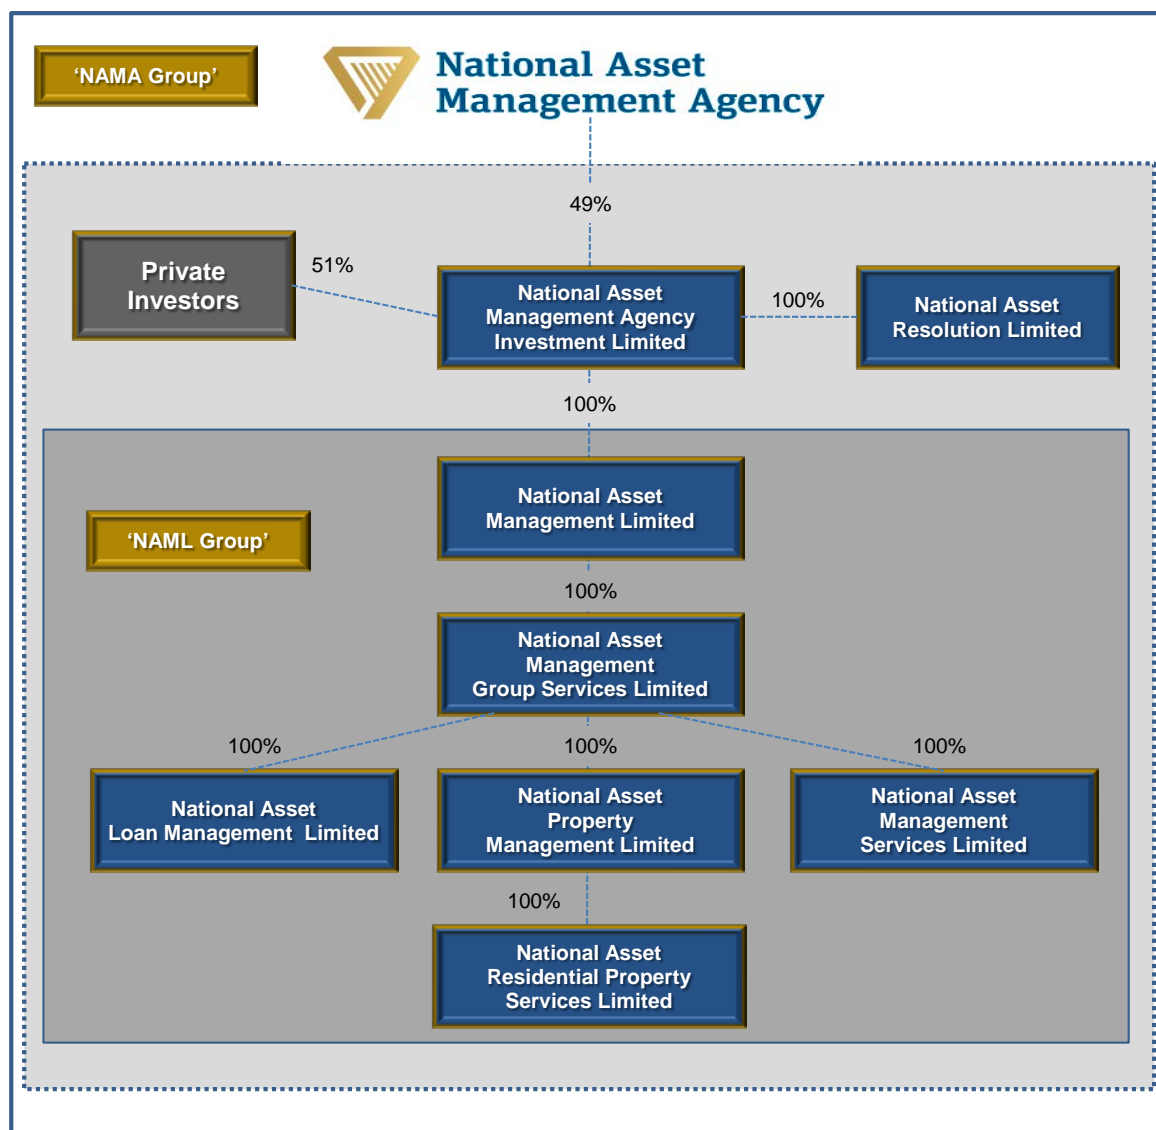 ‘NAMA Group’
National Asset
Management Agency
49%
Private
Investors
51%
National Asset
Management Agency
Investment Limited
100%
National Asset
Resolution Limited
100%
National Asset
Management Limited
‘NAML Group’
100%
National Asset
Management
Group Services Limited
100%
100%
100%
National Asset
Loan Management Limited
National Asset
Property
Management Limited
National Asset
Management
Services Limited
100%
National Asset
Residential Property
Services Limited